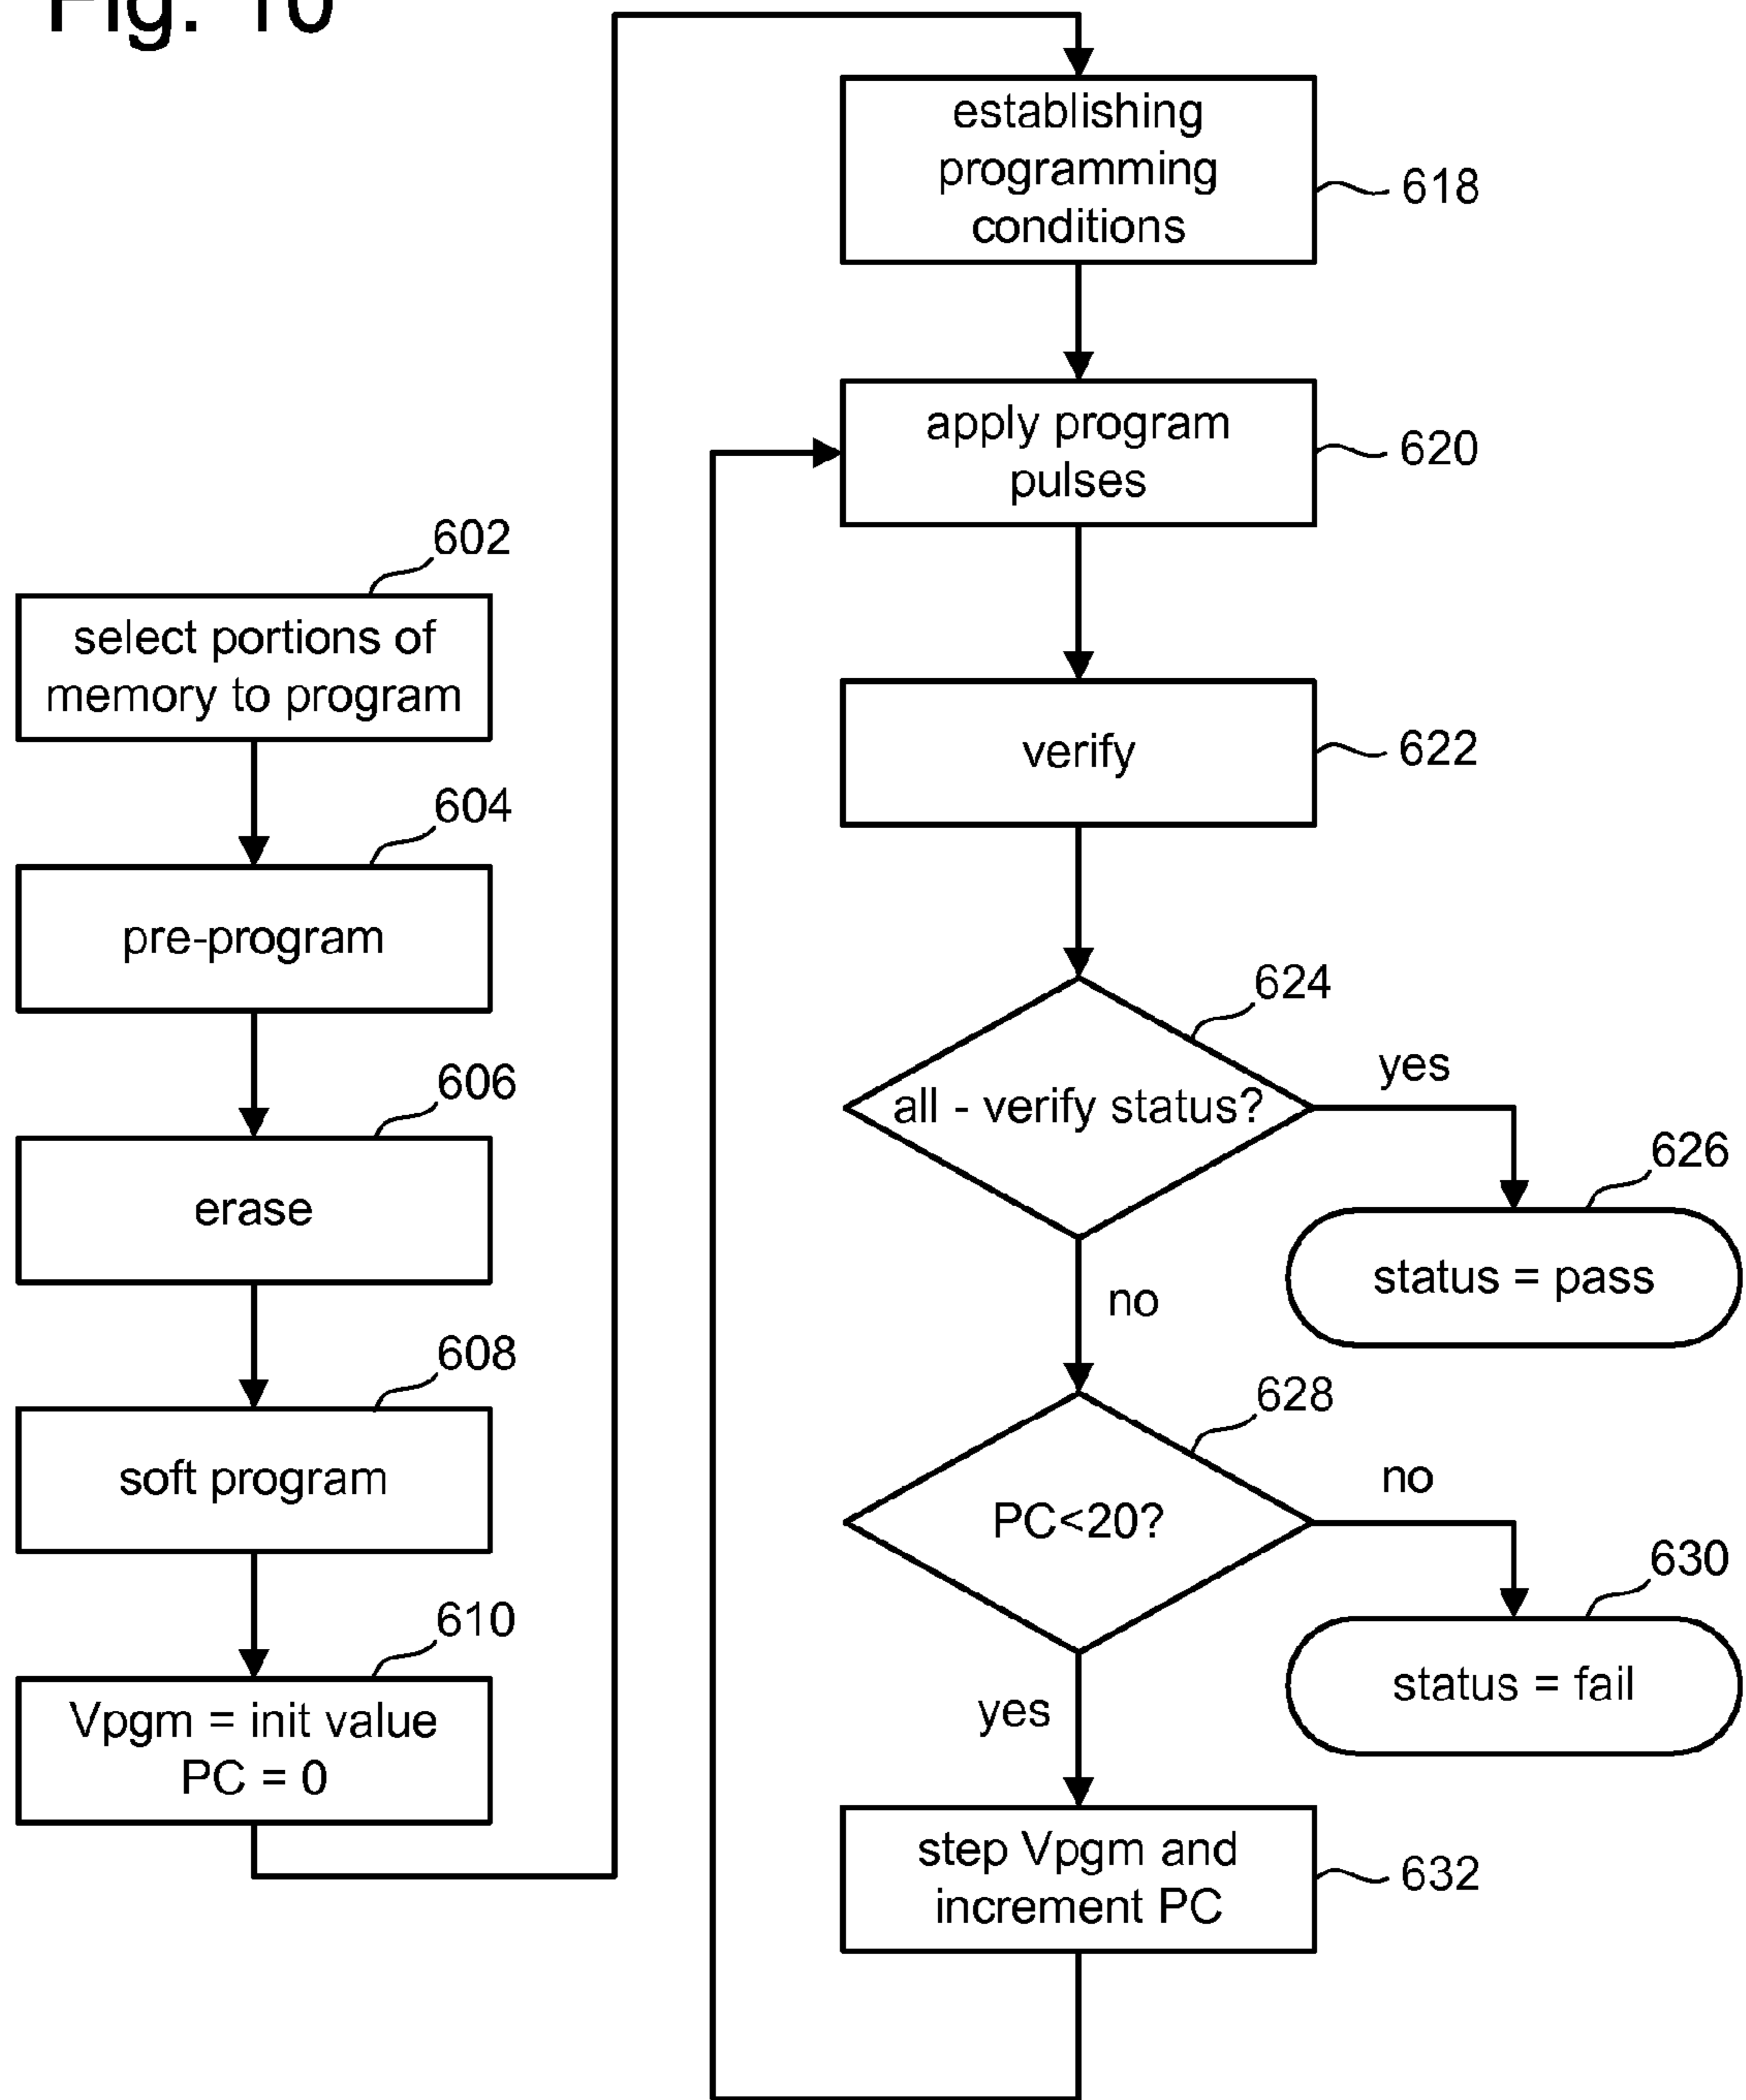 Fig. 10
602
select portions of
memory to program
604
pre-program
606
erase
608
soft program
610
Vpgm = init value
PC = 0
establishing
programming
conditions
618
apply program
pulses
620
verify
622
624
all - verify status?
yes
626
status = pass
no
628
PC<20?
no
630
status = fail
yes
step Vpgm and
increment PC
632